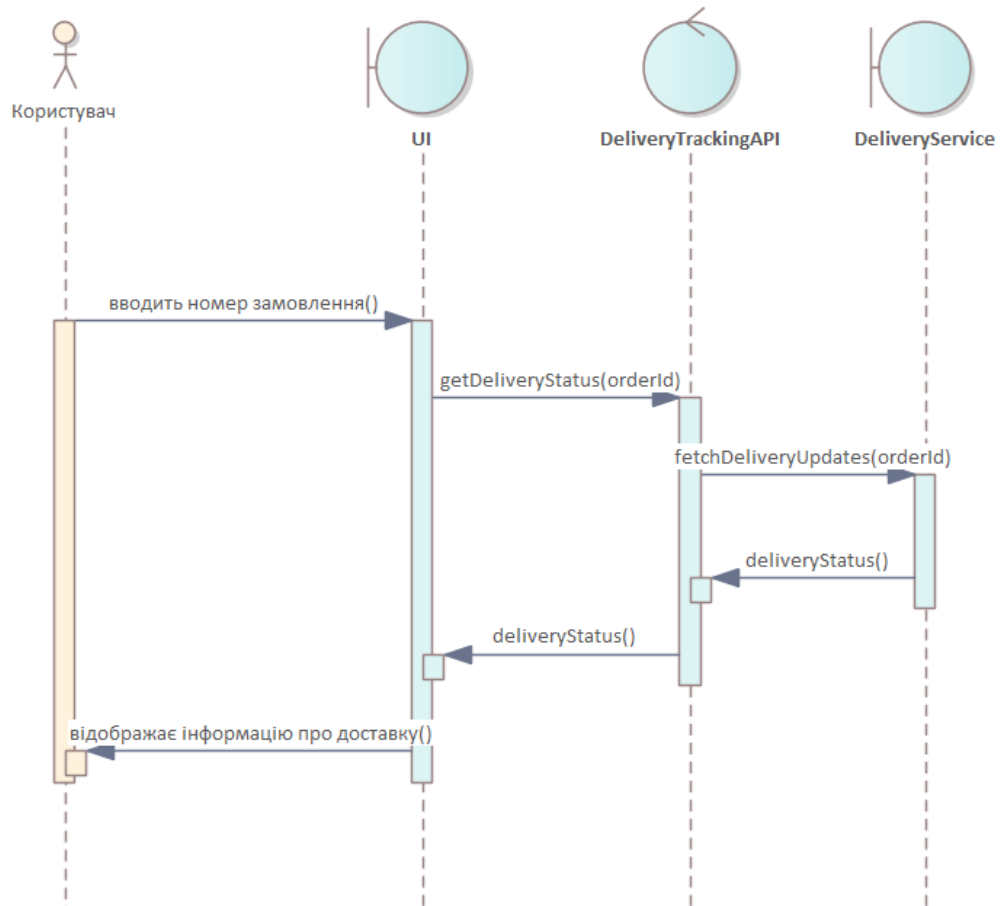 Користувач
UI
DeliveryTrackingAPI
DeliveryService
вводить номер замовлення()
getDeliveryStatus(orderId)
fetchDeliveryUpdates(orderId)
deliveryStatus()
deliveryStatus()
відображає інформацію про доставку()